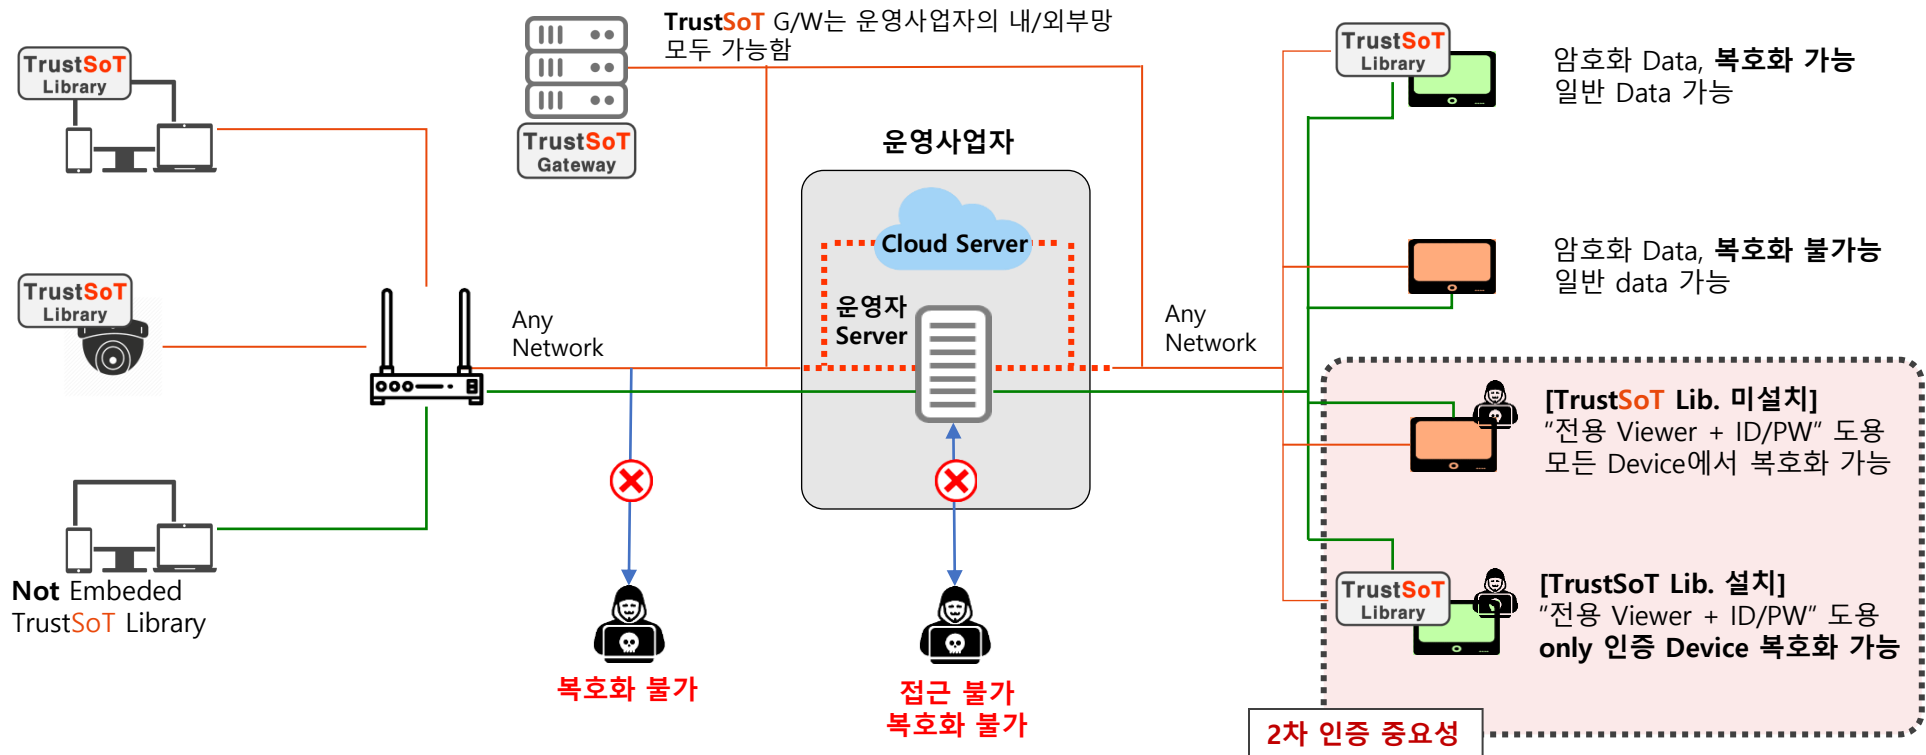 TrustSoT
Library
TrustSoT G/W는 운영사업자의 내/외부망
모두 가능함
TrustSoT
Gateway
TrustSoT
Library
암호화 Data, 복호화 가능
일반 Data 가능
운영사업자
Cloud Server
운영자
Server
암호화 Data, 복호화 불가능
일반 data 가능
TrustSoT
Library
Any
Network
Any
Network
[TrustSoT Lib. 미설치]
“전용 Viewer + ID/PW” 도용
모든 Device에서 복호화 가능
Not Embeded
TrustSoT Library
TrustSoT
Library
[TrustSoT Lib. 설치]
“전용 Viewer + ID/PW” 도용
only 인증 Device 복호화 가능
복호화 불가
접근 불가
복호화 불가
2차 인증 중요성